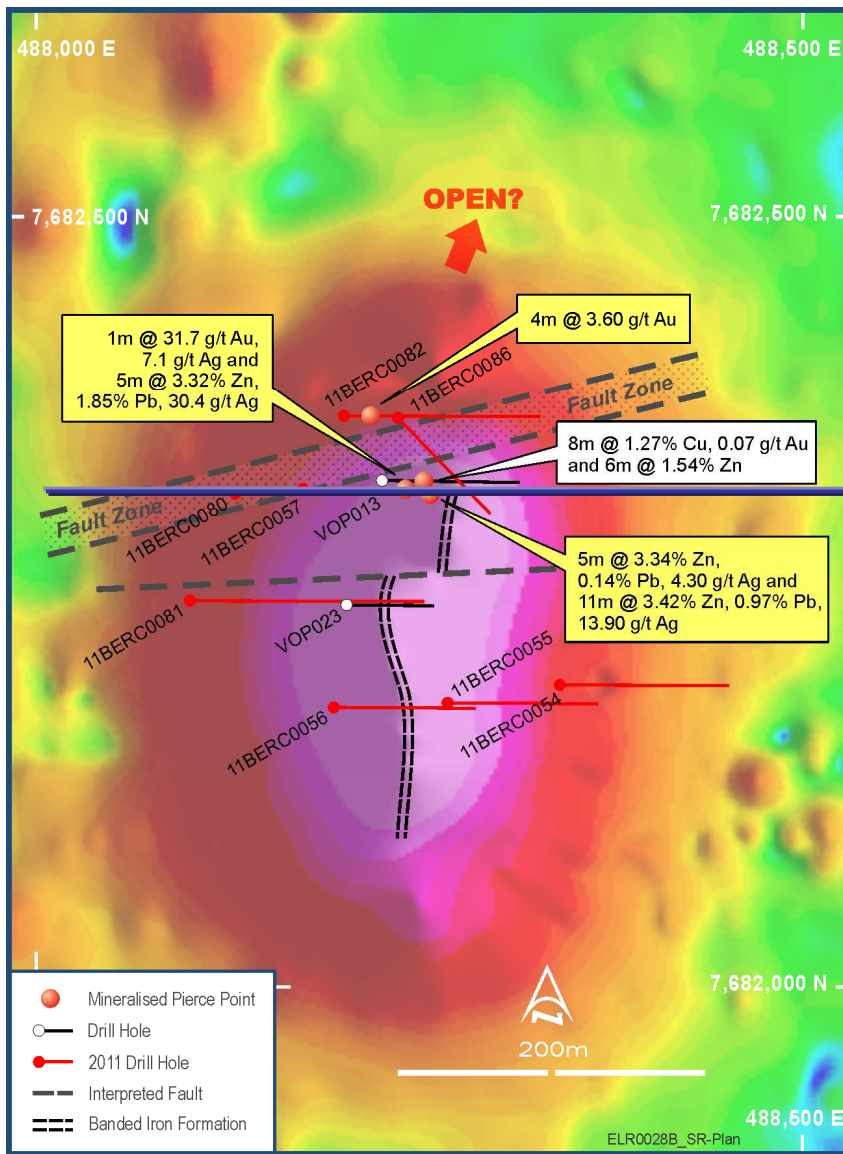 488,000 E
488,500 E
7,682,500 N
7,682,500 N
OPEN?
4m @ 3.60 g/t Au
1m @ 31.7 g/t Au,
7.1 g/t Ag and
5m @ 3.32% Zn,
1.85% Pb, 30.4 g/t Ag
11BERC0082
11BERC0086
Fault Zone
8m @ 1.27% Cu, 0.07 g/t Au
and 6m @ 1.54% Zn
Fault Zone
11BERC0080
11BERC0057
VOP013
5m @ 3.34% Zn,
0.14% Pb, 4.30 g/t Ag and
11m @ 3.42% Zn, 0.97% Pb,
13.90 g/t Ag
11BERC0081
VOP023
11BERC0055
11BERC0054
11BERC0056
7,682,000 N
Mineralised Pierce Point
Drill Hole
2011 Drill Hole
Interpreted Fault
Banded Iron Formation
N
200m
488,500 E
ELR0028B_SR-Plan